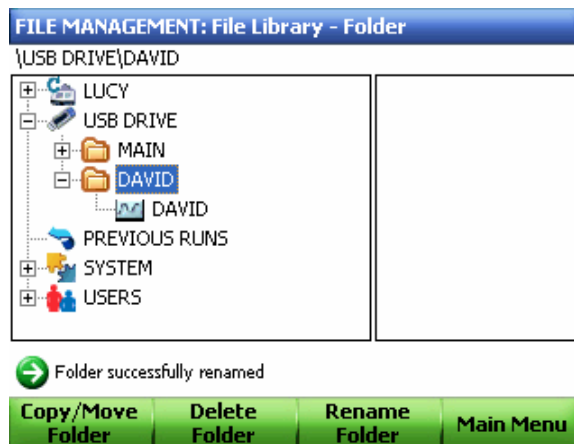 FILE MANAGEMENT: File Library - Folder
\USB DRIVE\DAVID
LUCY
USB DRIVE
MAIN
DAVID
DAVID
PREVIOUS RUNS
SYSTEM
USERS
Folder successfully renamed
Copy/Move Folder
Delete Folder
Rename Folder
Main Menu